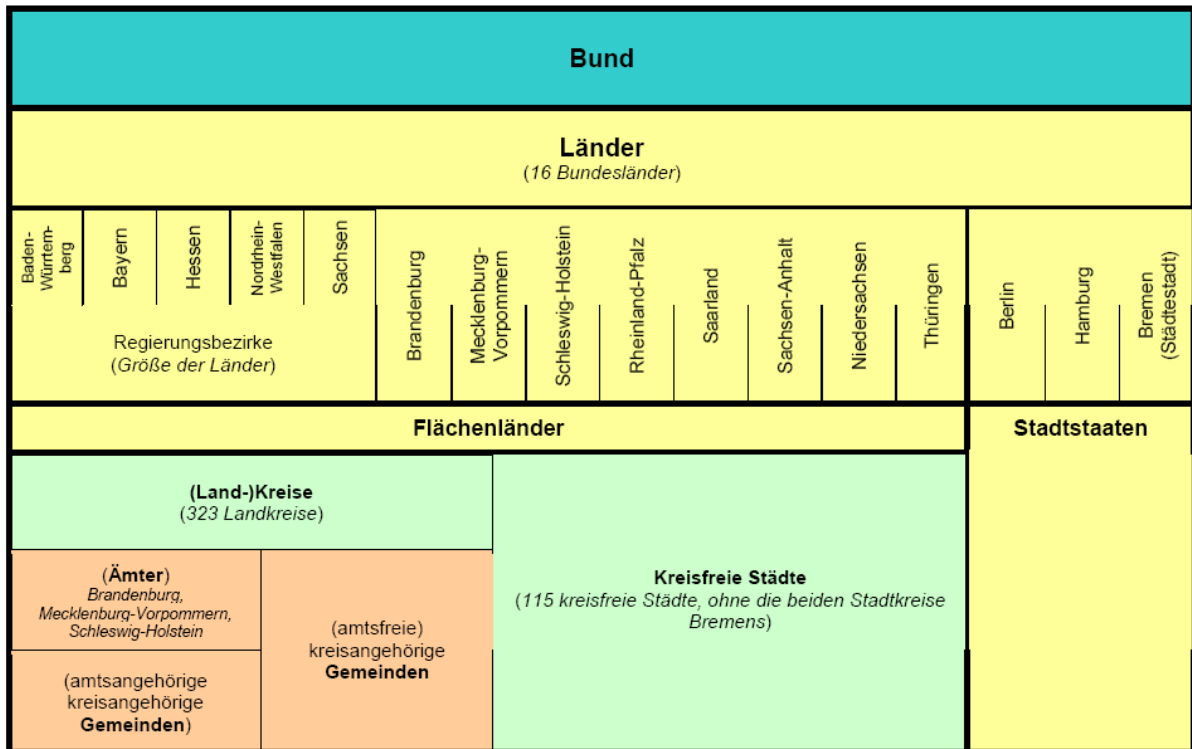 Bund
Länder
(16 Bundesländer)
Baden-
Würtem-
berg
Bayern
Hessen
Nordrhein-
Westfalen
Sachsen
Brandenburg
Mecklenburg-
Vorpommern
Schleswig-Holstein
Rheinland-Pfalz
Saarland
Sachsen-Anhalt
Niedersachsen
Thüringen
Berlin
Hamburg
Bremen
(Städtestadt)
Regierungsbezirke
(Größe der Länder)
Flächenländer
Stadtstaaten
(Land-)Kreise
(323 Landkreise)
(Ämter)
Brandenburg,
Mecklenburg-Vorpommern,
Schleswig-Holstein
(amtsangehörige
kreisangehörige
Gemeinden)
(amtsfreie)
kreisangehörige
Gemeinden
Kreisfreie Städte
(115 kreisfreie Städte, ohne die beiden Stadtkreise
Bremens)